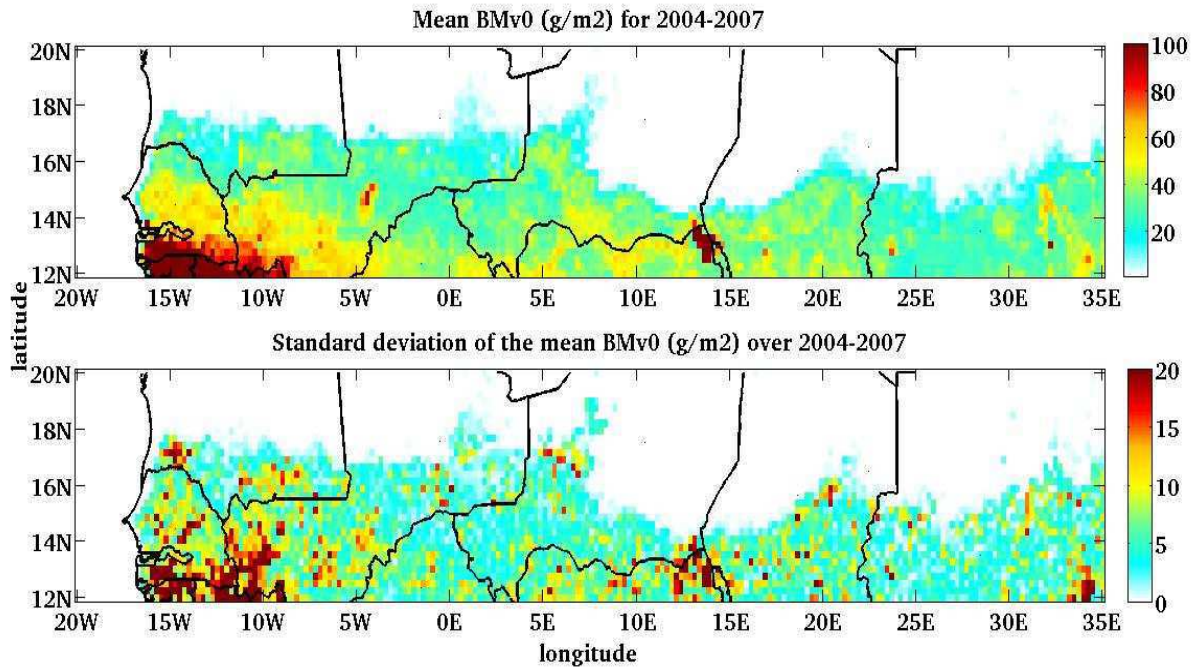 Mean BMv0 (g/m2) for 2004-2007
20N
18N
16N
14N
12N
20W 15W 10W 5W 0E 5E 10E 15E 20E 25E 30E 35E
100
80
60
40
20
latitude
Standard deviation of the mean BMv0 (g/m2) over 2004-2007
20N
18N
16N
14N
12N
20W 15W 10W 5W 0E 5E 10E 15E 20E 25E 30E 35E
20
15
10
5
0
longitude